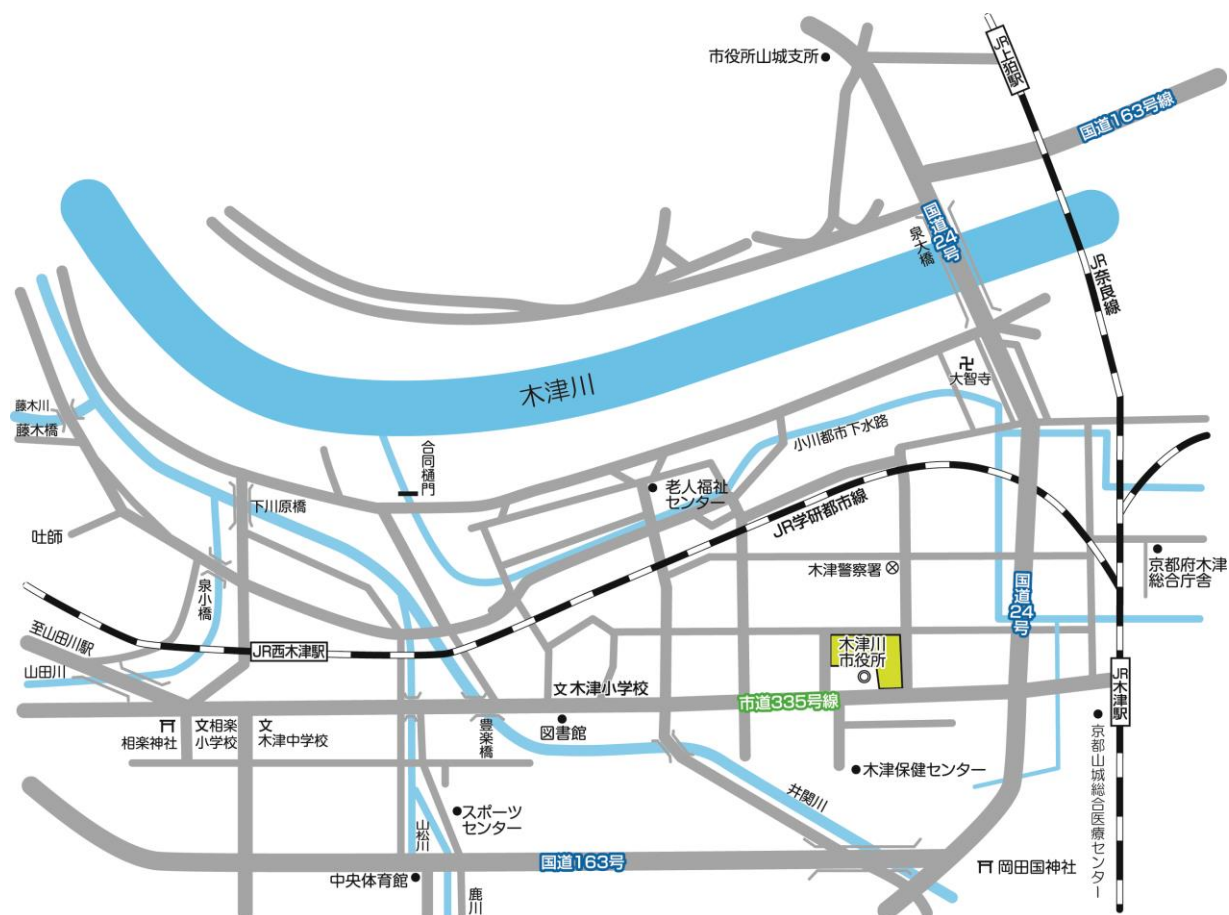 市役所山城支所
JR上狛駅
国道163号線
国道24号
泉大橋
JR奈良線
木津川
大智寺
藤木川
藤木橋
合同樋門
小川都市下水路
老人福祉
センター
下川原橋
吐師
JR学研都市線
木津警察署
京都府木津
総合庁舎
泉小橋
国道24号
至山田川駅
JR西木津駅
木津川
市役所
山田川
文木津小学校
市道335号線
JR木津駅
相楽神社
文相楽
小学校
文
木津中学校
豊楽橋
図書館
京都山城総合医療センター
木津保健センター
井関川
スポーツ
センター
山松川
国道163号
中央体育館
鹿川
岡田国神社